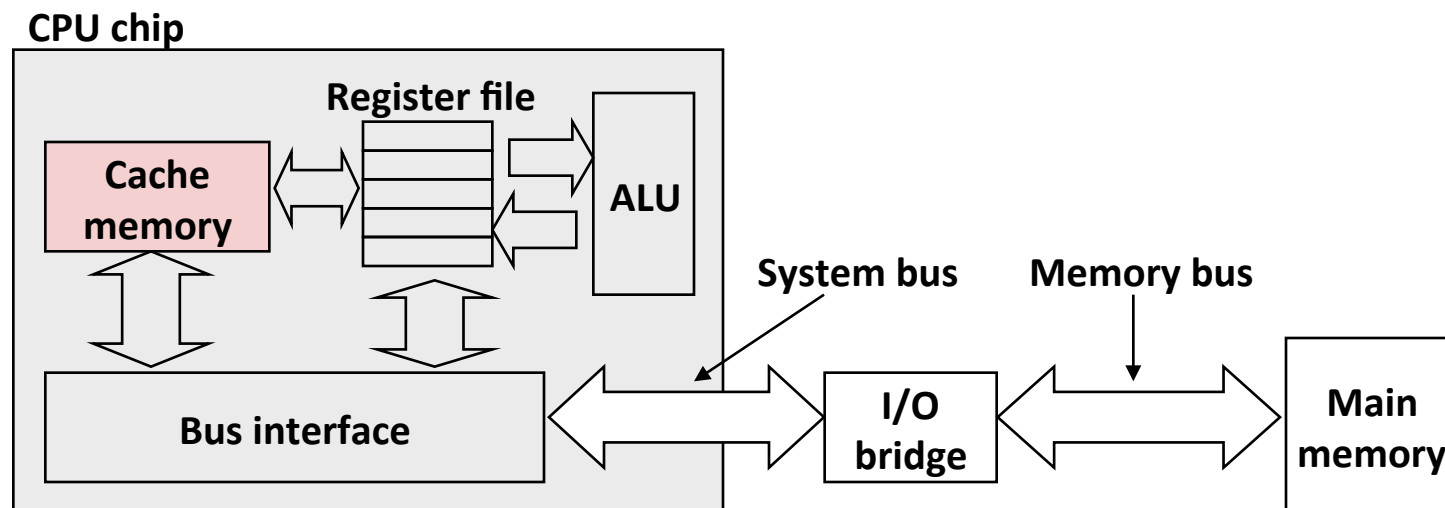 CPU chip
Register file
Cache
memory
ALU
System bus
Memory bus
Bus interface
I/O
bridge
Main
memory